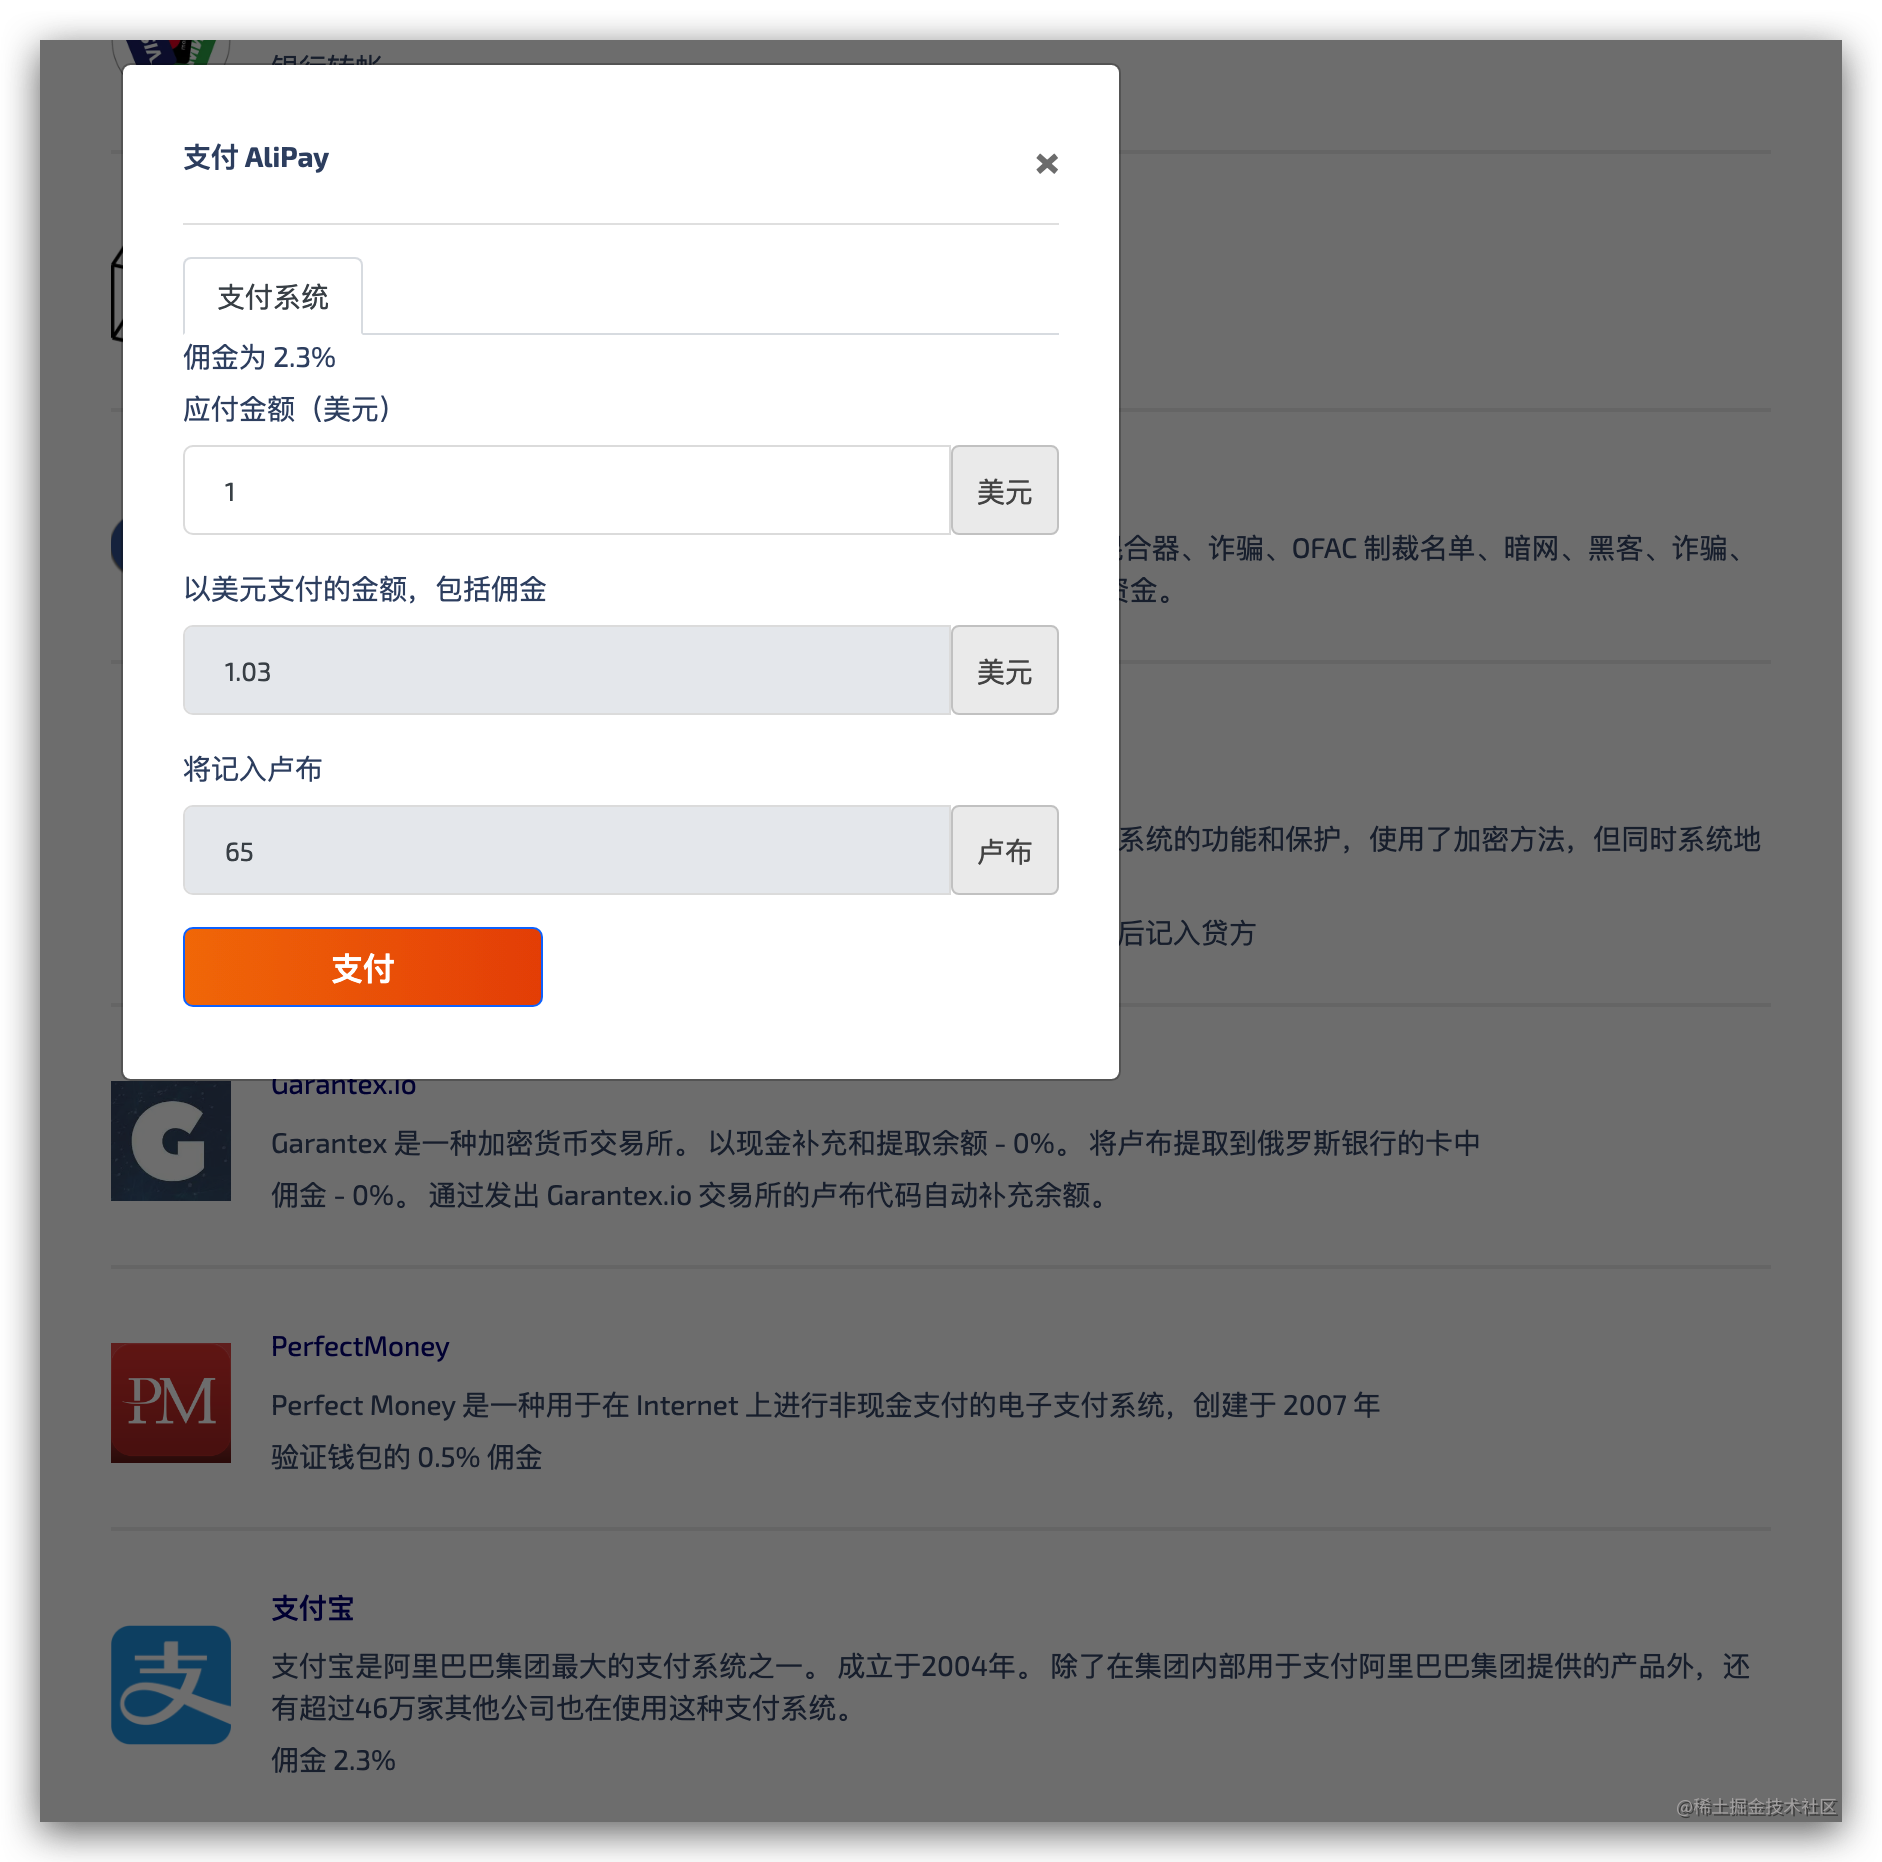 银行转帐
支付 AliPay
支付系统
佣金为 2.3%
应付金额（美元）
1
美元
以美元支付的金额，包括佣金
1.03
美元
将记入卢布
65
卢布
支付
合器、诈骗、OFAC 制裁名单、暗网、黑客、诈骗、
资金。
系统的功能和保护，使用了加密方法，但同时系统地
后记入贷方
Garantex.io
G
Garantex 是一种加密货币交易所。 以现金补充和提取余额 - 0%。 将卢布提取到俄罗斯银行的卡中
佣金 - 0%。 通过发出 Garantex.io 交易所的卢布代码自动补充余额。
PM
PerfectMoney
Perfect Money 是一种用于在 Internet 上进行非现金支付的电子支付系统，创建于 2007 年
验证钱包的 0.5% 佣金
支付宝
支
支付宝是阿里巴巴集团最大的支付系统之一。 成立于2004年。 除了在集团内部用于支付阿里巴巴集团提供的产品外，还
有超过46万家其他公司也在使用这种支付系统。
佣金 2.3%
@稀土掘金技术社区